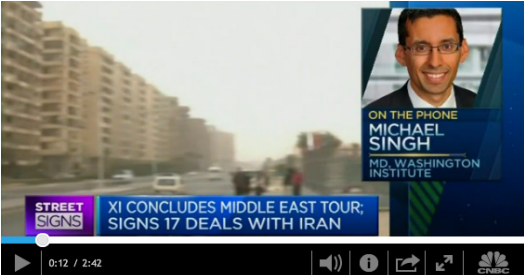 ON THE PHONE
MICHAEL
SINGH
MD, WASHINGTON
INSTITUTE
STREET
SIGNS
XI CONCLUDES MIDDLE EAST TOUR;
SIGNS 17 DEALS WITH IRAN
0:12 / 2:42
CNBC